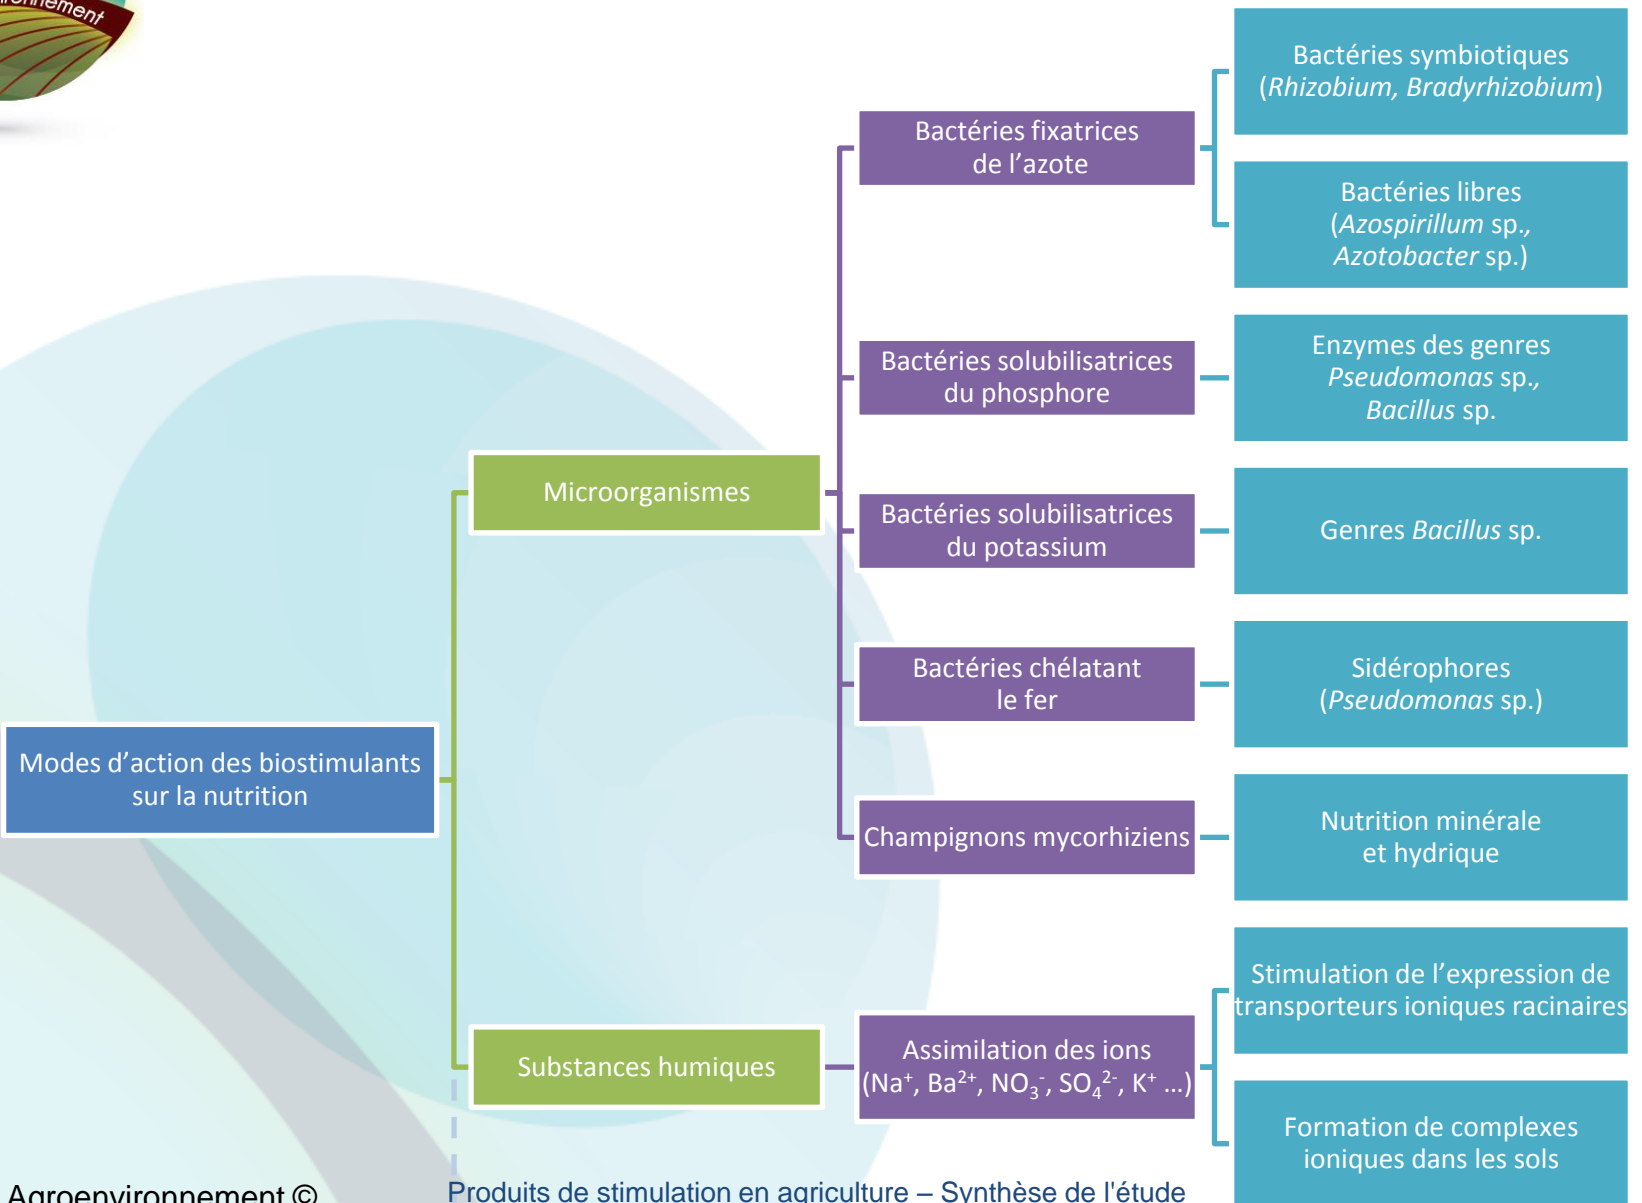 Bactéries symbiotiques
(Rhizobium, Bradyrhizobium)
Bactéries fixatrices
de l’azote
Bactéries libres
(Azospirillum sp.,
Azotobacter sp.)
Bactéries solubilisatrices
du phosphore
Enzymes des genres
Pseudomonas sp.,
Bacillus sp.
Microorganismes
Bactéries solubilisatrices
du potassium
Genres Bacillus sp.
Bactéries chélatant
le fer
Sidérophores
(Pseudomonas sp.)
Modes d’action des biostimulants
sur la nutrition
Champignons mycorhiziens
Nutrition minérale
et hydrique
Stimulation de l’expression de
transporteurs ioniques racinaires
Substances humiques
Assimilation des ions
(Na⁺, Ba²⁺, NO₃⁻, SO₄²⁻, K⁺ …)
Formation de complexes
ioniques dans les sols
Agroenvironnement ©
Produits de stimulation en agriculture – Synthèse de l'étude